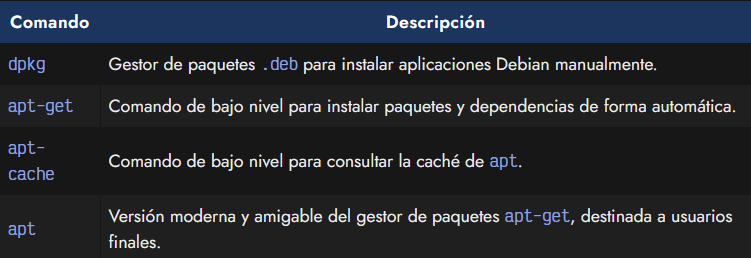 Comando Descripción
dpkg Gestor de paquetes .deb para instalar aplicaciones Debian manualmente.
apt-get Comando de bajo nivel para instalar paquetes y dependencias de forma automática.
apt-
cache Comando de bajo nivel para consultar la caché de apt.
apt Versión moderna y amigable del gestor de paquetes apt-get, destinada a usuarios
finales.